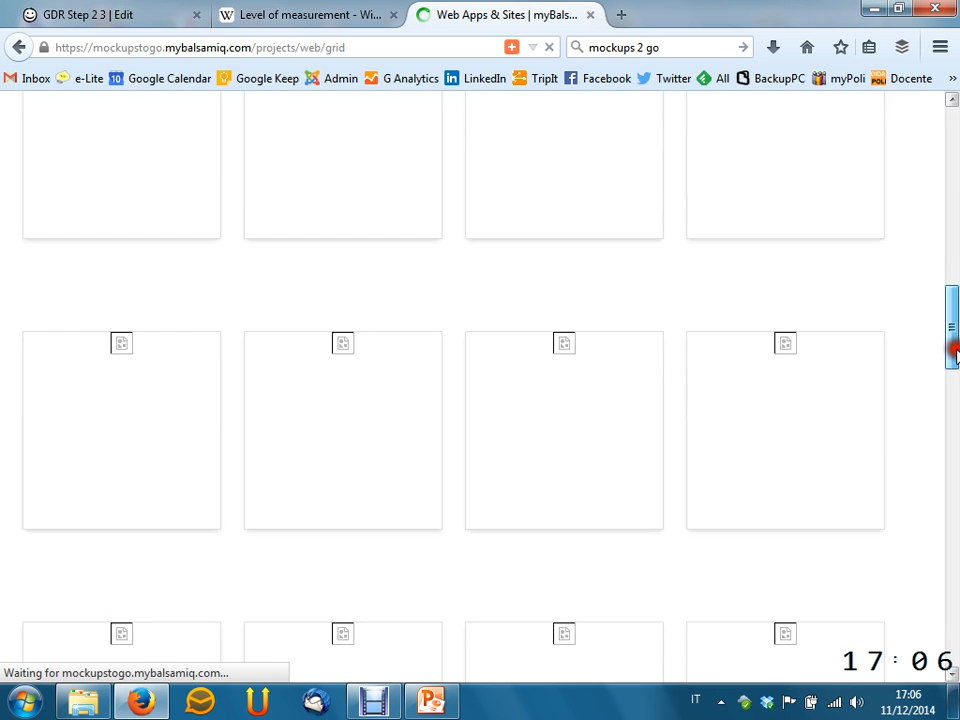 GDR Step 2 3 | Edit
Level of measurement - Wi...
Web Apps & Sites | myBals...
https://mockupstogo.mybalsamiq.com/projects/web/grid
mockups 2 go
Inbox
e-Lite
10
Google Calendar
Google Keep
Admin
G Analytics
LinkedIn
TripIt
Facebook
Twitter
All
BackupPC
myPoli
Docente
»
Waiting for mockupstogo.mybalsamiq.com...
17:06
IT
17:06
11/12/2014